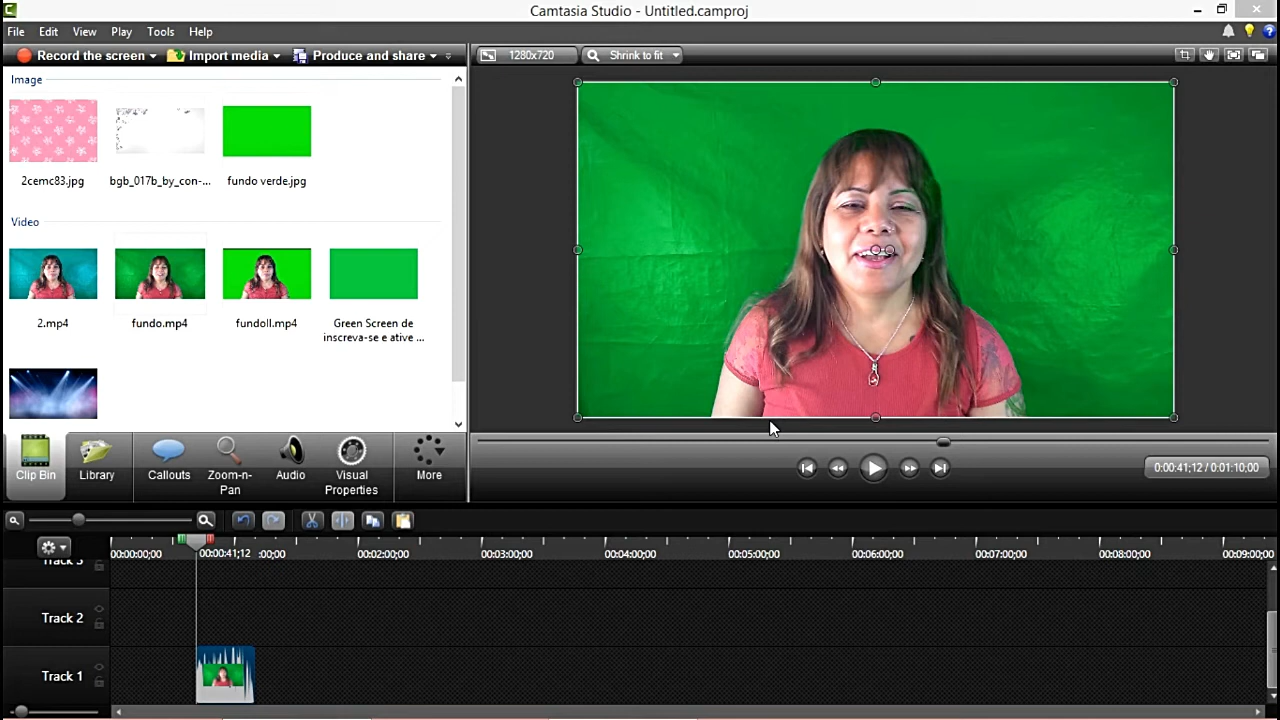 Camtasia Studio - Untitled.camproj
File Edit View Play Tools Help
Record the screen Import media Produce and share
1280x720 Shrink to fit
Image
2cemc83.jpg bgb_017b_by_con-... fundo verde.jpg
Video
2.mp4 fundo.mp4 fundoll.mp4 Green Screen de
inscreva-se e ative ...
Clip Bin Library Callouts Zoom-n-
Pan Audio Visual
Properties More
0:00:41;12 / 0:01:10;00
00:00:00;00 00:00:41;12 :00;00 00:02:00;00 00:03:00;00 00:04:00;00 00:05:00;00 00:06:00;00 00:07:00;00 00:08:00;00 00:09:00;00
Track 3
Track 2
Track 1